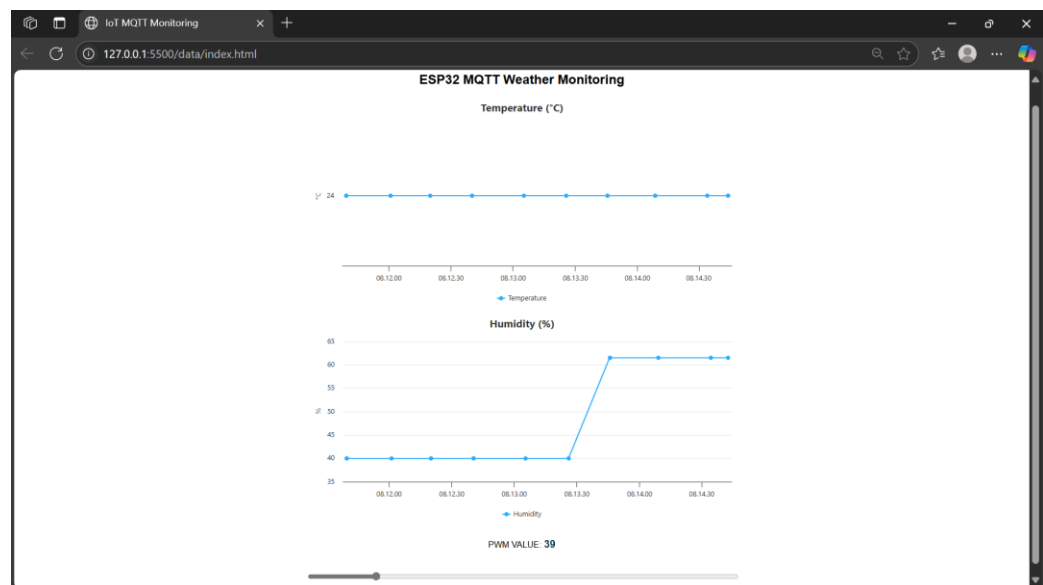 IoT MQTT Monitoring
127.0.0.1:5500/data/index.html
ESP32 MQTT Weather Monitoring
Temperature (°C)
°C
24
08.12.00 08.12.30 08.13.00 08.13.30 08.14.00 08.14.30
Temperature
Humidity (%)
65
60
55
%
50
45
40
35
08.12.00 08.12.30 08.13.00 08.13.30 08.14.00 08.14.30
Humidity
PWM VALUE: 39